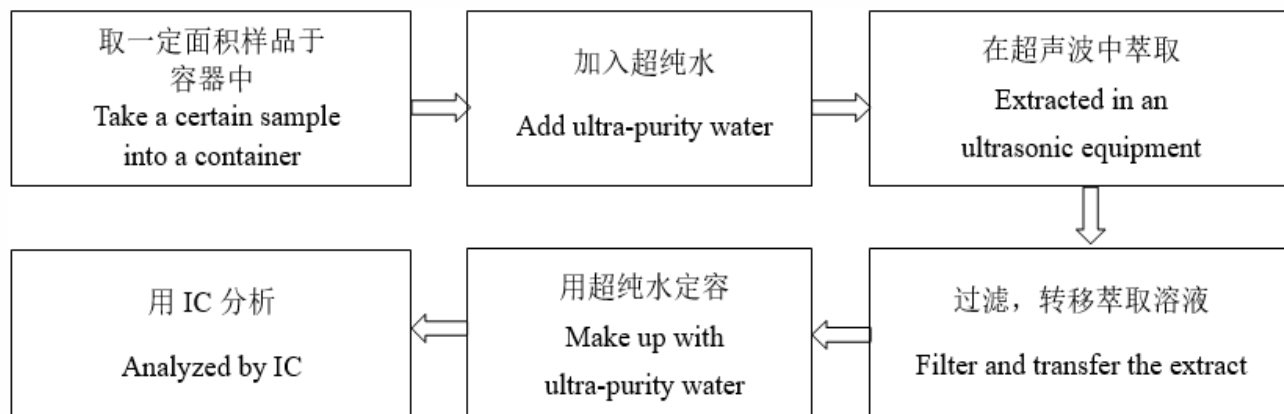 取一定面积样品于
容器中
Take a certain sample
into a container
加入超纯水
Add ultra-purity water
在超声波中萃取
Extracted in an
ultrasonic equipment
过滤，转移萃取溶液
Filter and transfer the extract
用超纯水定容
Make up with
ultra-purity water
用 IC 分析
Analyzed by IC